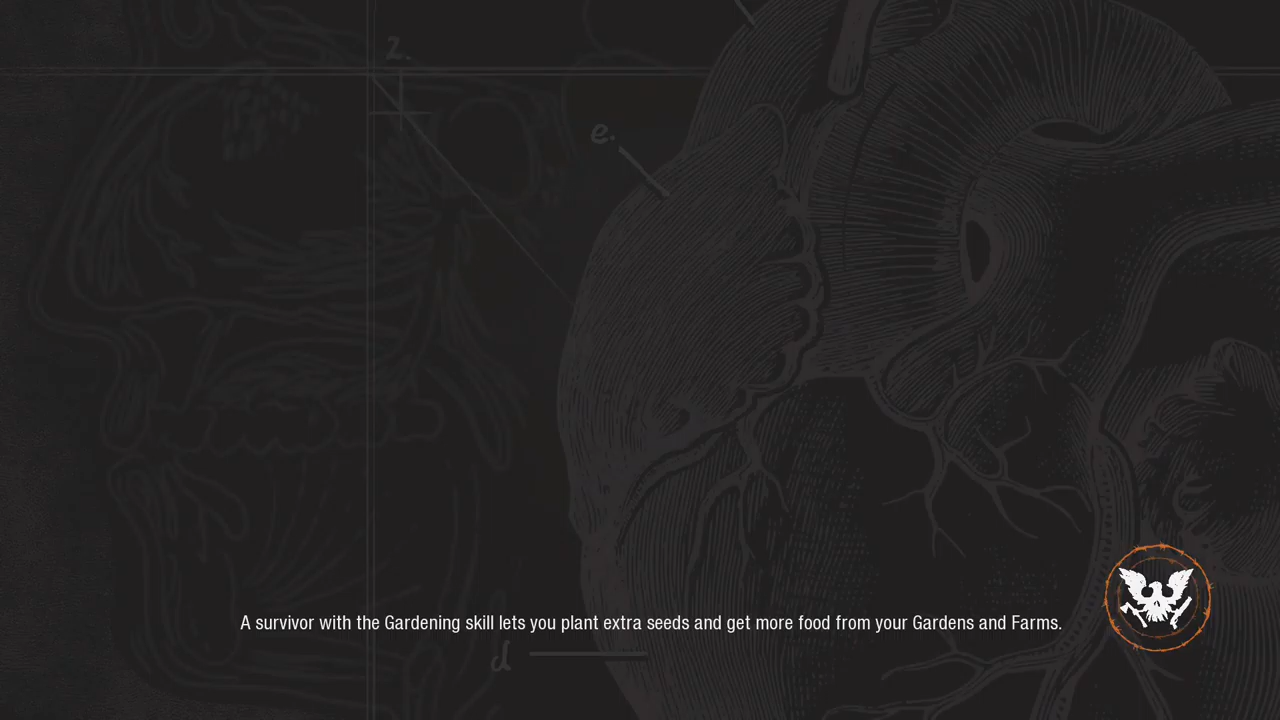 z.
e.
A survivor with the Gardening skill lets you plant extra seeds and get more food from your Gardens and Farms.
d